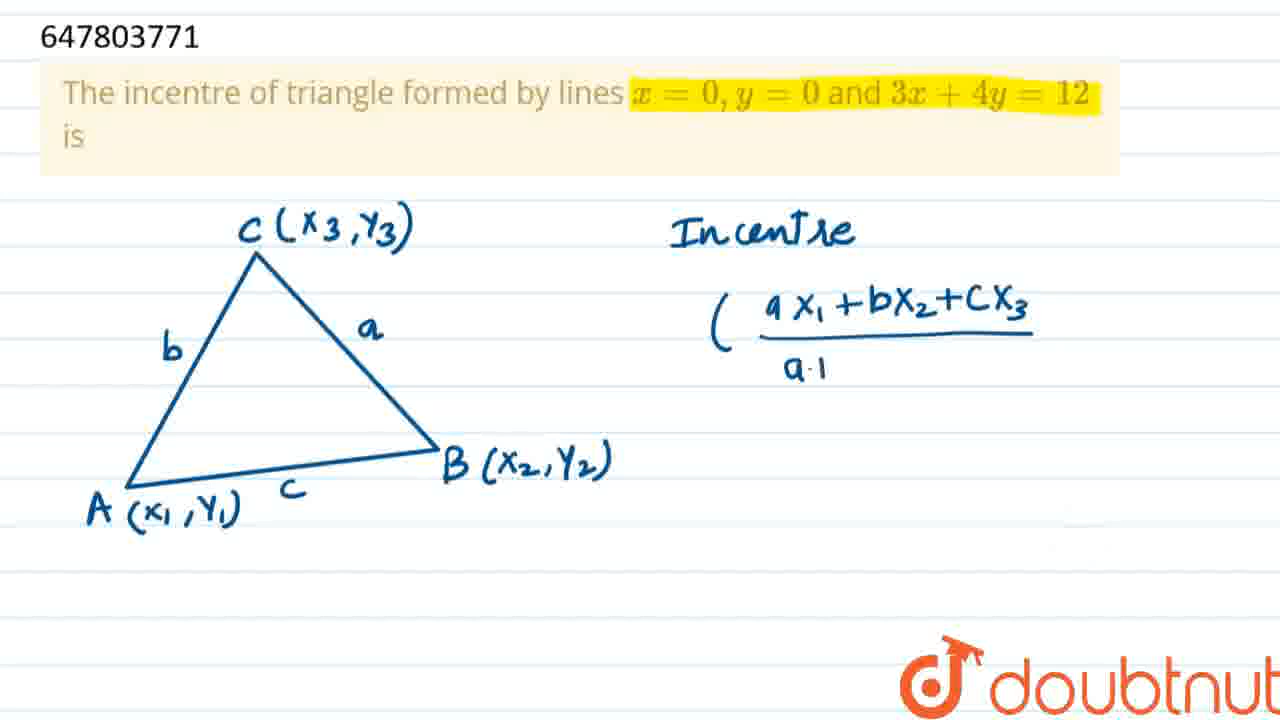 647803771
The incentre of triangle formed by lines x = 0, y = 0 and 3x + 4y = 12
is
C (x3, y3)
Incentre
( ax1 + bx2 + cx3
a
b
a
B (x2, y2)
c
A (x1, y1)
doubtnut